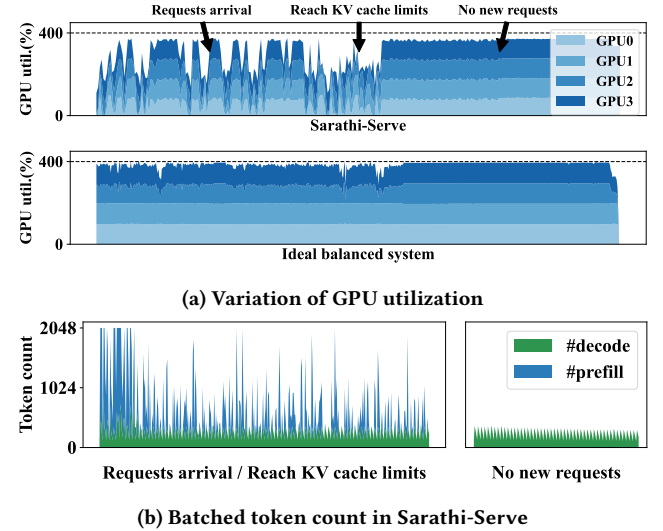 Requests arrival Reach KV cache limits No new requests
GPU util.(%)
400
0
GPU0
GPU1
GPU2
GPU3
Sarathi-Serve
GPU util.(%)
400
0
Ideal balanced system
(a) Variation of GPU utilization
Token count
2048
1024
0
#decode
#prefill
Requests arrival / Reach KV cache limits No new requests
(b) Batched token count in Sarathi-Serve